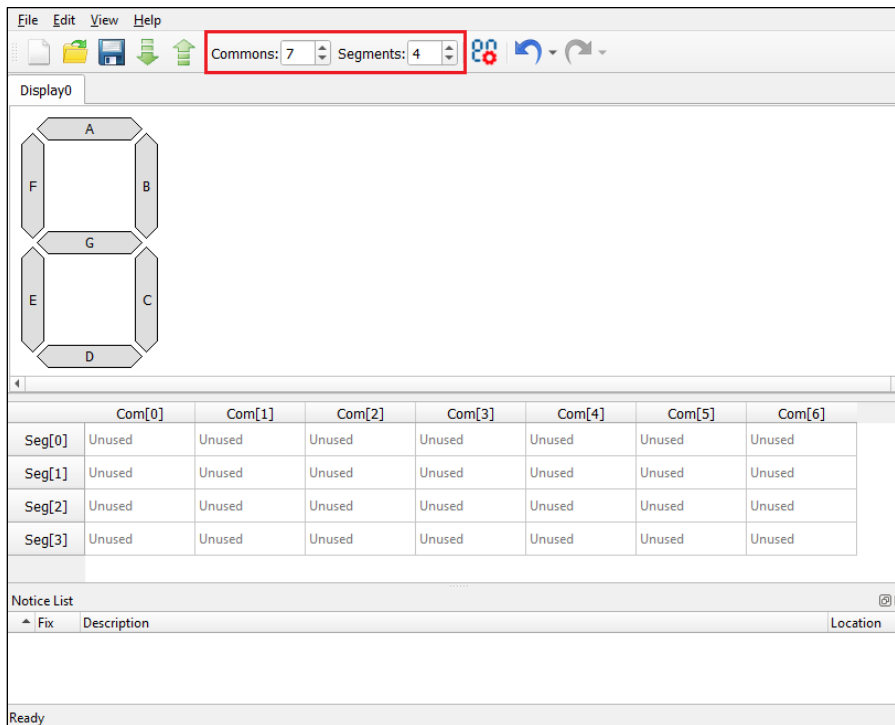 File Edit View Help
Commons: 7 Segments: 4
Display0
A
F B
G
E C
D
Com[0] Com[1] Com[2] Com[3] Com[4] Com[5] Com[6]
Seg[0] Unused Unused Unused Unused Unused Unused Unused
Seg[1] Unused Unused Unused Unused Unused Unused Unused
Seg[2] Unused Unused Unused Unused Unused Unused Unused
Seg[3] Unused Unused Unused Unused Unused Unused Unused
Notice List
Fix Description Location
Ready